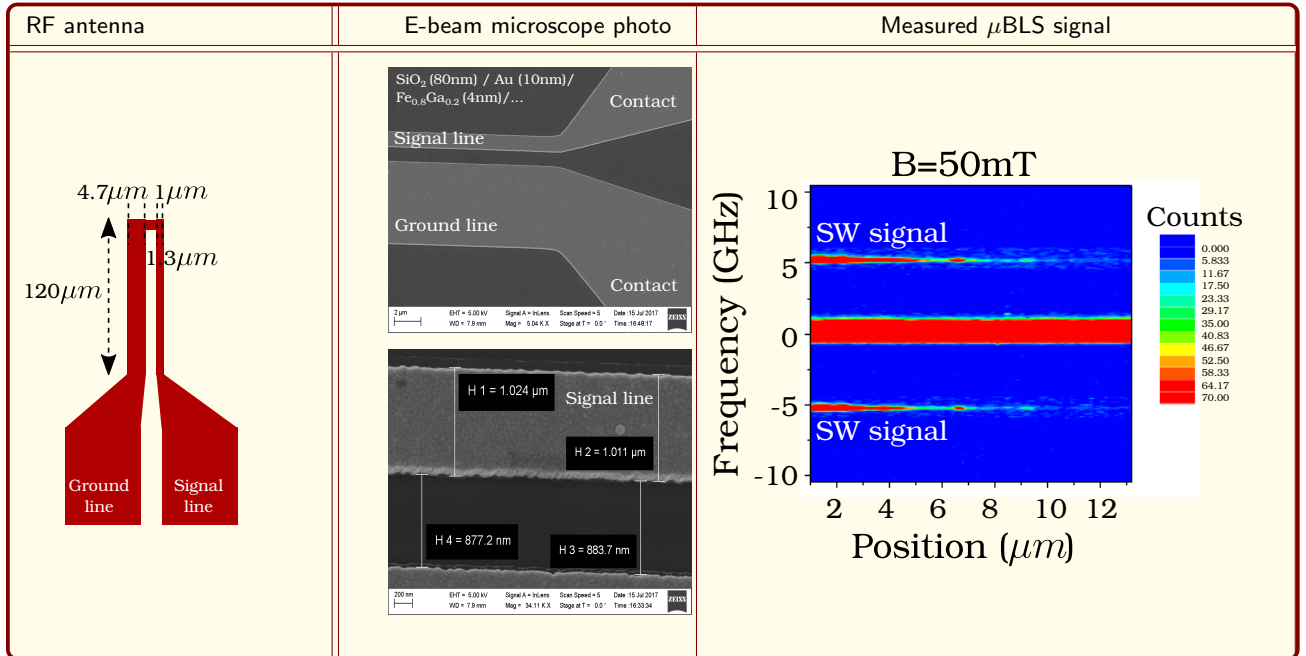 RF antenna
E-beam microscope photo
Measured μBLS signal
4.7μm 1μm
1.3μm
120μm
Ground
line
Signal
line
SiO2 (80nm) / Au (10nm)/
Fe0.8Ga0.2 (4nm)/...
Contact
Signal line
Ground line
Contact
2 μm
EHT = 5.00 kV Signal A = InLens Scan Speed = 5 Date :15 Jul 2017
WD = 7.9 mm Mag = 5.04 K X Stage at T = 0.0 ° Time :16:48:17
ZEISS
H 1 = 1.024 μm
Signal line
H 2 = 1.011 μm
H 4 = 877.2 nm
H 3 = 883.7 nm
200 nm
EHT = 5.00 kV Signal A = InLens Scan Speed = 5 Date :15 Jul 2017
WD = 7.9 mm Mag = 34.11 K X Stage at T = 0.0 ° Time :16:33:34
ZEISS
B=50mT
Frequency (GHz)
10
5
0
-5
-10
SW signal
SW signal
2 4 6 8 10 12
Position (μm)
Counts
0.000
5.833
11.67
17.50
23.33
29.17
35.00
40.83
46.67
52.50
58.33
64.17
70.00